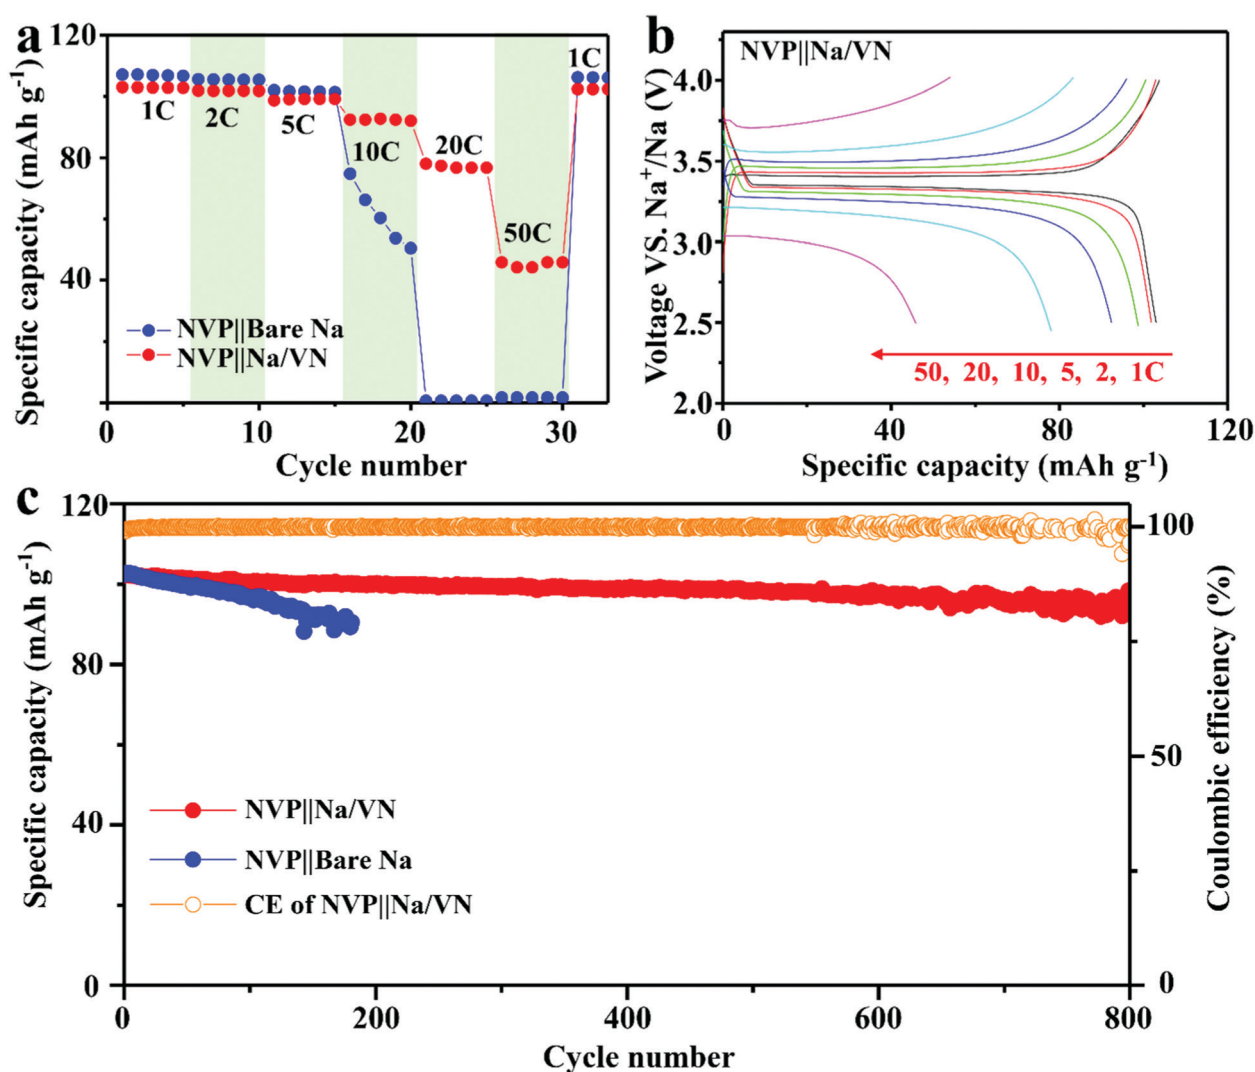 a
Specific capacity (mAh g⁻¹)
120
80
40
1C
2C
5C
10C
20C
50C
1C
NVP||Bare Na
NVP||Na/VN
0
10
20
30
Cycle number
b
NVP||Na/VN
Voltage VS. Na⁺/Na (V)
4.0
3.5
3.0
2.5
2.0
50, 20, 10, 5, 2, 1C
0
40
80
120
Specific capacity (mAh g⁻¹)
c
Specific capacity (mAh g⁻¹)
120
80
40
0
NVP||Na/VN
NVP||Bare Na
CE of NVP||Na/VN
100
50
0
Coulombic efficiency (%)
0
200
400
600
800
Cycle number